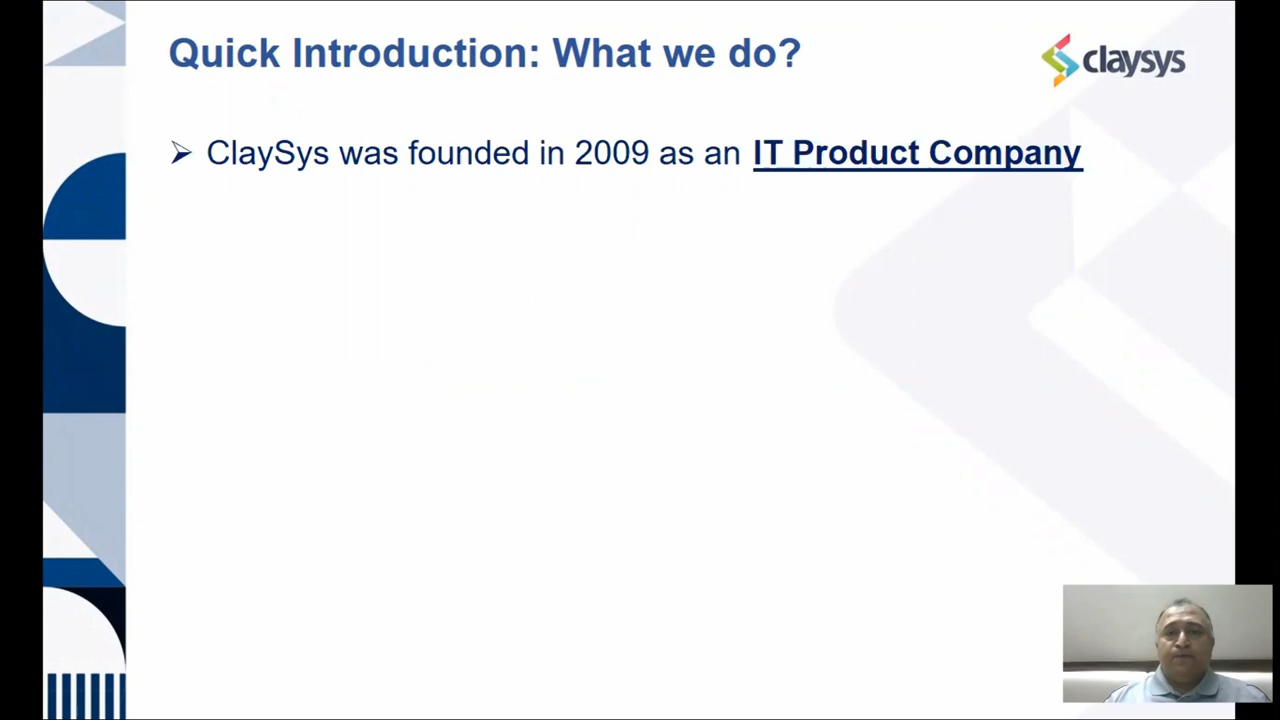 Quick Introduction: What we do?
claysys
➢ ClaySys was founded in 2009 as an IT Product Company